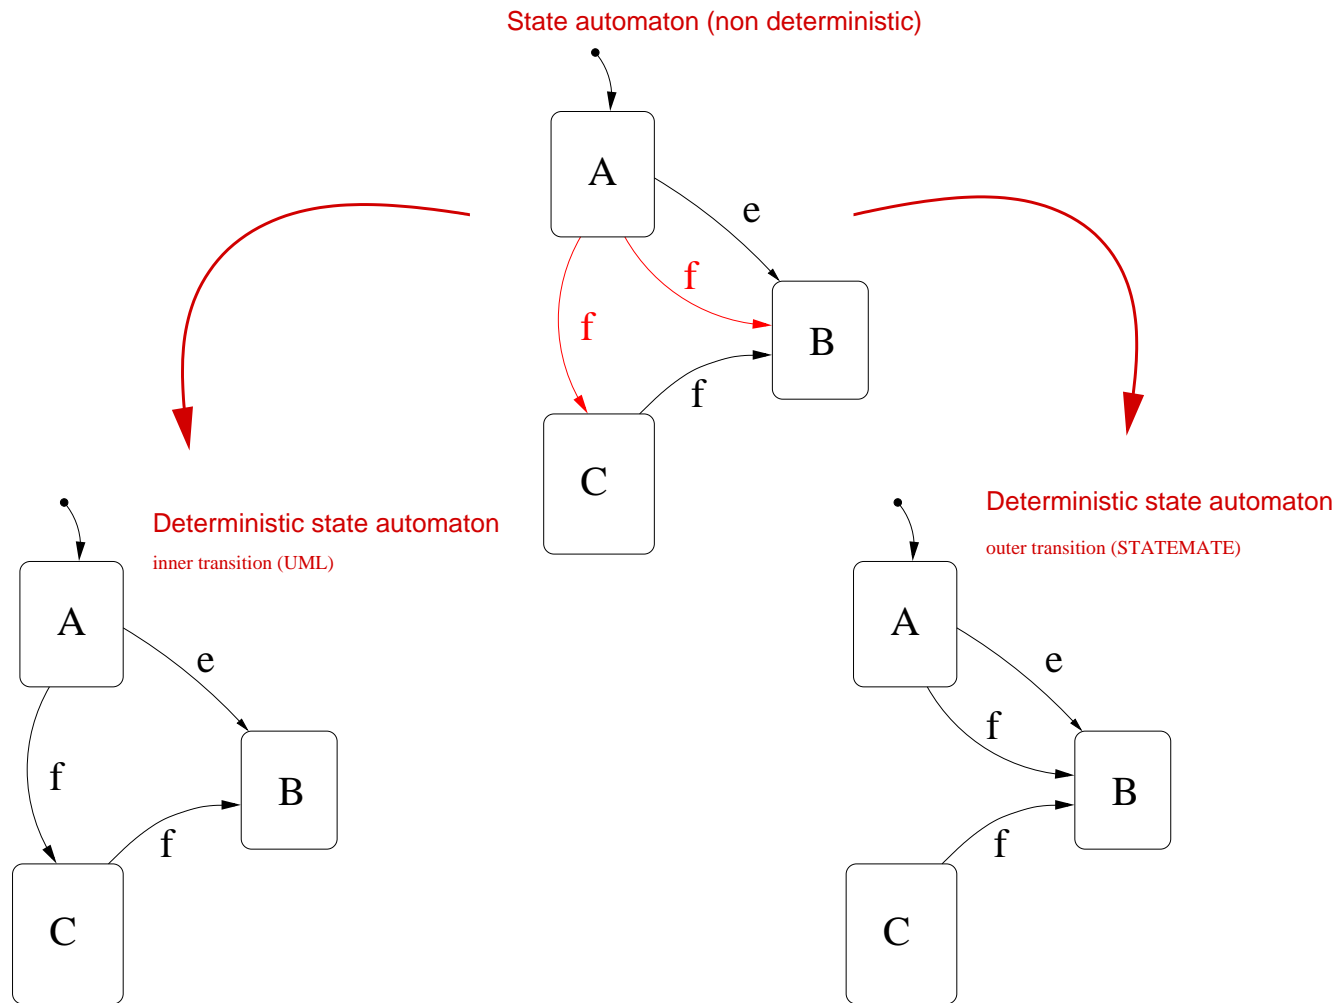 State automaton (non deterministic)
A
e
f
f
B
f
C
Deterministic state automaton
inner transition (UML)
A
e
f
B
f
C
Deterministic state automaton
outer transition (STATEMATE)
A
e
f
B
f
C